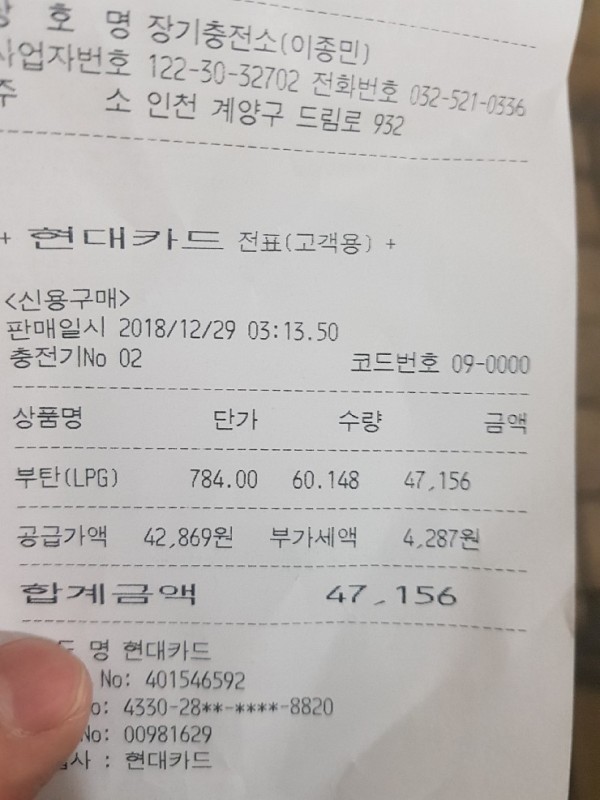 상 호 명 장기충전소(이종민)
사업자번호 122-30-32702 전화번호 032-521-0336
주 소 인천 계양구 드림로 932
+ 현대카드 전표(고객용) +
<신용구매>
판매일시 2018/12/29 03:13.50
충전기No 02 코드번호 09-0000
상품명 단가 수량 금액
부탄(LPG) 784.00 60.148 47,156
공급가액 42,869원 부가세액 4,287원
합계금액 47,156
드 명 현대카드
No: 401546592
No: 4330-28**-****-8820
No: 00981629
사 : 현대카드